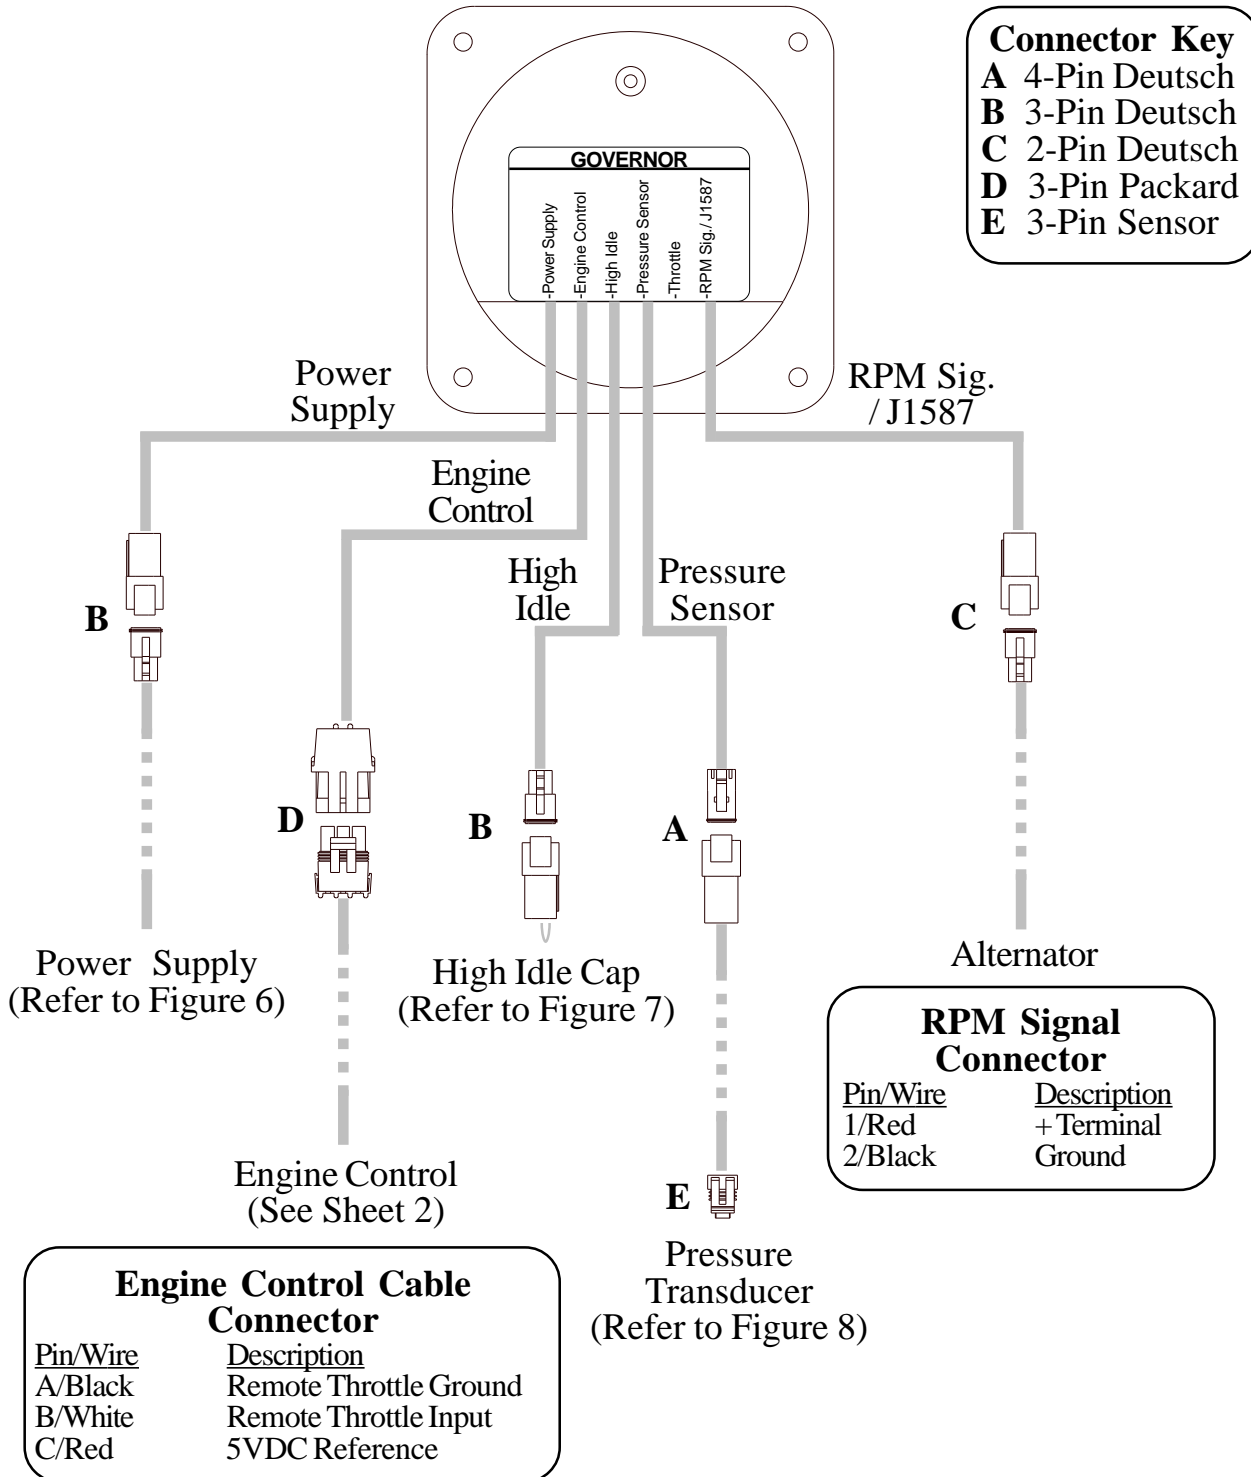 Connector Key
A 4-Pin Deutsch
B 3-Pin Deutsch
C 2-Pin Deutsch
D 3-Pin Packard
E 3-Pin Sensor
GOVERNOR
-Power Supply
-Engine Control
-High Idle
-Pressure Sensor
-Throttle
-RPM Sig./ J1587
Power
Supply
RPM Sig.
/ J1587
Engine
Control
High
Idle
Pressure
Sensor
B
C
D
B
A
Power Supply
(Refer to Figure 6)
High Idle Cap
(Refer to Figure 7)
Alternator
RPM Signal
Connector
Pin/Wire Description
1/Red + Terminal
2/Black Ground
Engine Control
(See Sheet 2)
E
Pressure
Transducer
(Refer to Figure 8)
Engine Control Cable
Connector
Pin/Wire Description
A/Black Remote Throttle Ground
B/White Remote Throttle Input
C/Red 5VDC Reference